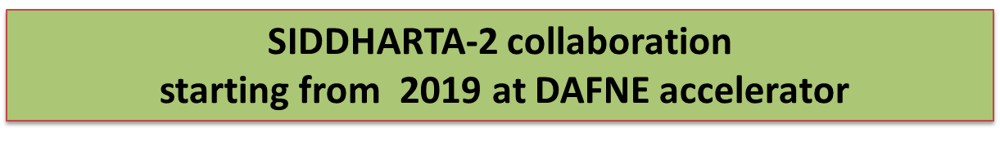 SIDDHARTA-2 collaboration
starting from  2019 at DAFNE accelerator